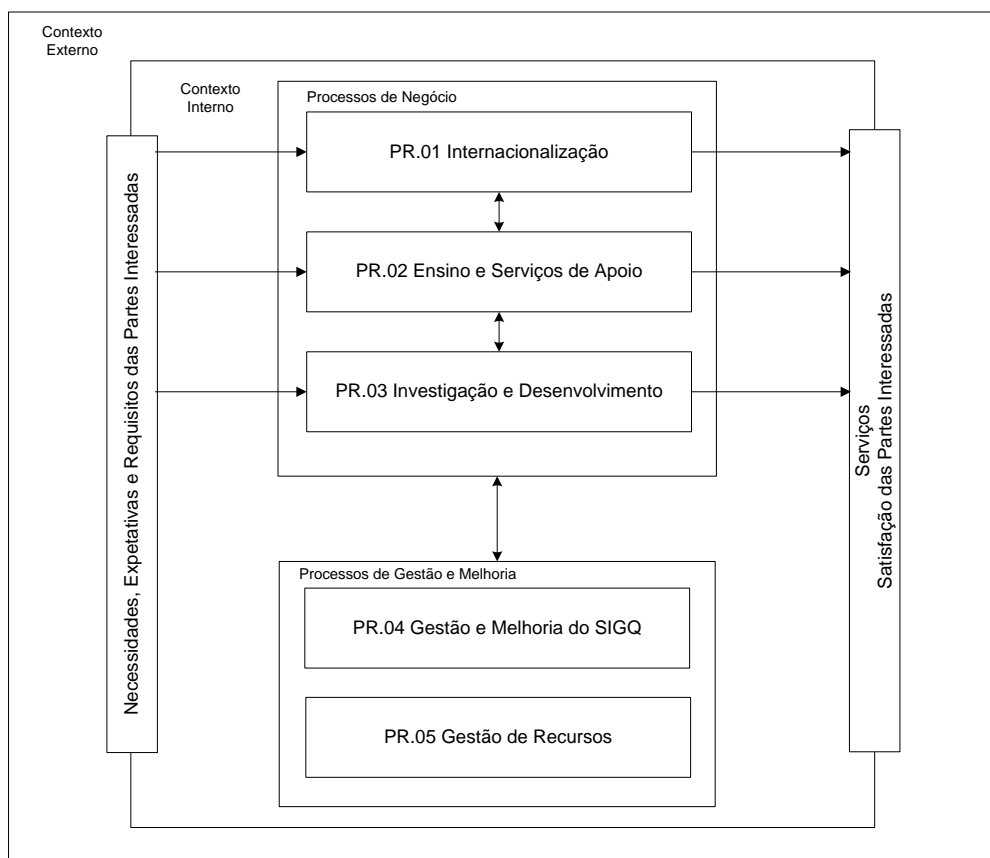 Contexto
Externo
Contexto
Interno
Processos de Negócio
PR.01 Internacionalização
PR.02 Ensino e Serviços de Apoio
PR.03 Investigação e Desenvolvimento
Necessidades, Expetativas e Requisitos das Partes Interessadas
Serviços
Satisfação das Partes Interessadas
Processos de Gestão e Melhoria
PR.04 Gestão e Melhoria do SIGQ
PR.05 Gestão de Recursos